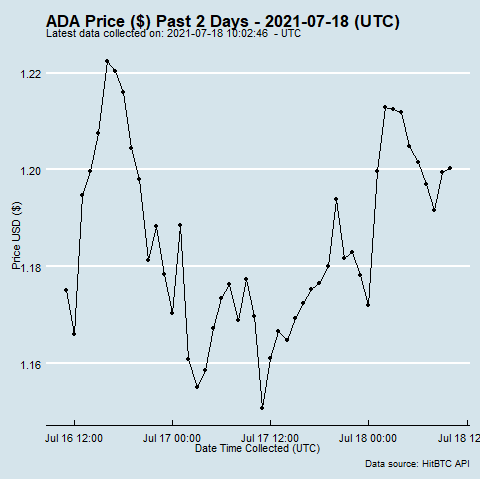 ADA Price ($) Past 2 Days - 2021-07-18 (UTC)
Latest data collected on: 2021-07-18 10:02:46  - UTC
1.22
1.20
1.18
1.16
Price USD ($)
Jul 16 12:00 Jul 17 00:00 Jul 17 12:00 Jul 18 00:00 Jul 18 12
Date Time Collected (UTC)
Data source: HitBTC API